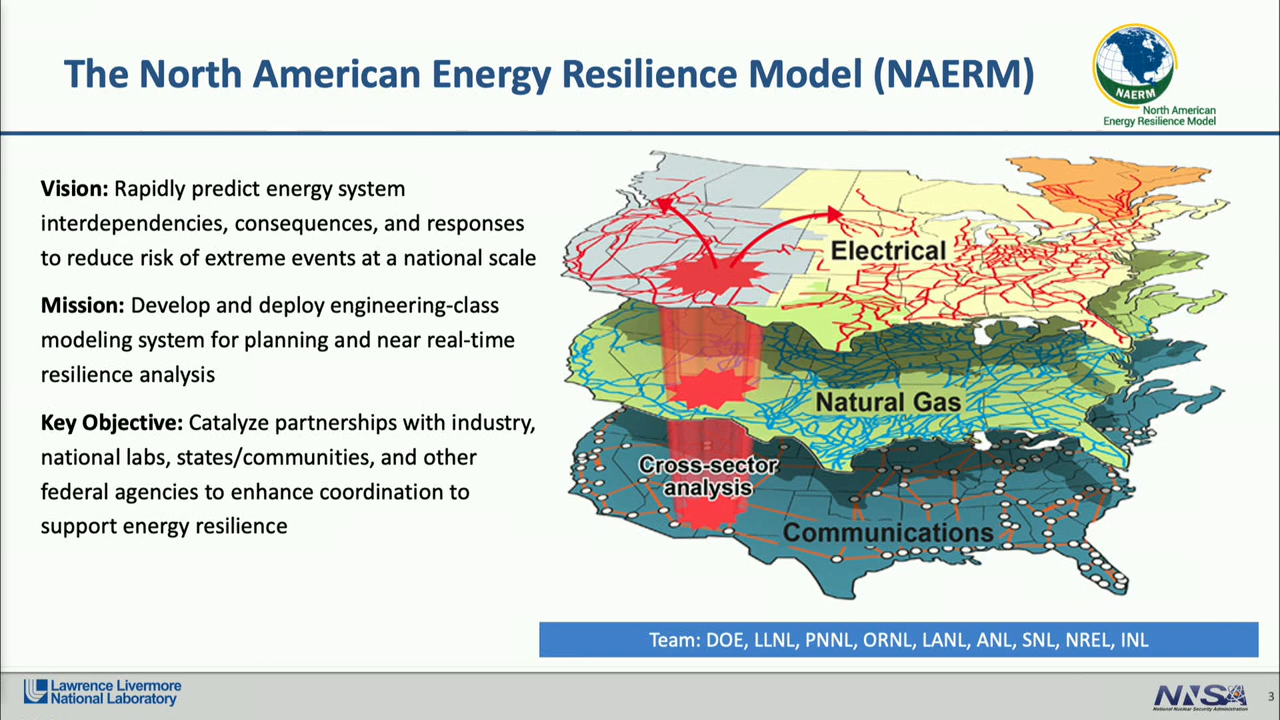 The North American Energy Resilience Model (NAERM)
NAERM
North American
Energy Resilience Model
Vision: Rapidly predict energy system
interdependencies, consequences, and responses
to reduce risk of extreme events at a national scale
Mission: Develop and deploy engineering-class
modeling system for planning and near real-time
resilience analysis
Key Objective: Catalyze partnerships with industry,
national labs, states/communities, and other
federal agencies to enhance coordination to
support energy resilience
Electrical
Natural Gas
Cross-sector
analysis
Communications
Team: DOE, LLNL, PNNL, ORNL, LANL, ANL, SNL, NREL, INL
Lawrence Livermore
National Laboratory
NNSA
National Nuclear Security Administration
3